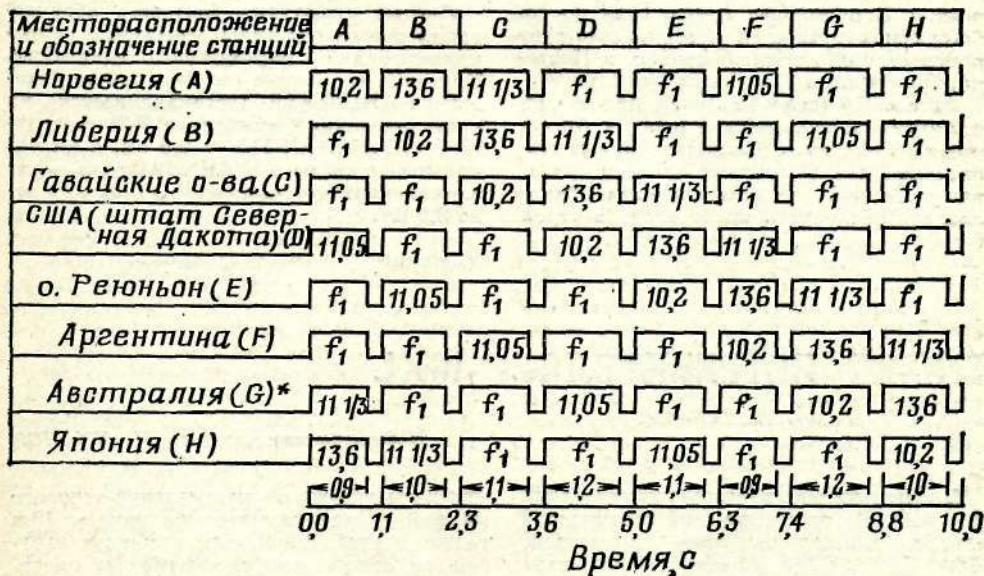 Месторасположение и обозначение станций A B C D E F G H
Норвегия (A) 10,2 13,6 11 1/3 f₁ f₁ 11,05 f₁ f₁
Либерия (B) f₁ 10,2 13,6 11 1/3 f₁ f₁ 11,05 f₁
Гавайские о-ва (C) f₁ f₁ 10,2 13,6 11 1/3 f₁ f₁ f₁
США (штат Север-
ная Дакота) (D) 11,05 f₁ f₁ 10,2 13,6 11 1/3 f₁ f₁
о. Реюньон (E) f₁ 11,05 f₁ f₁ 10,2 13,6 11 1/3 f₁
Аргентина (F) f₁ f₁ 11,05 f₁ f₁ 10,2 13,6 11 1/3
Австралия (G)* 11 1/3 f₁ f₁ 11,05 f₁ f₁ 10,2 13,6
Япония (H) 13,6 11 1/3 f₁ f₁ 11,05 f₁ f₁ 10,2
0,9 1,0 1,1 1,2 1,1 0,9 1,2 1,0
0,0 1,1 2,3 3,6 5,0 6,3 7,4 8,8 10,0
Время, с